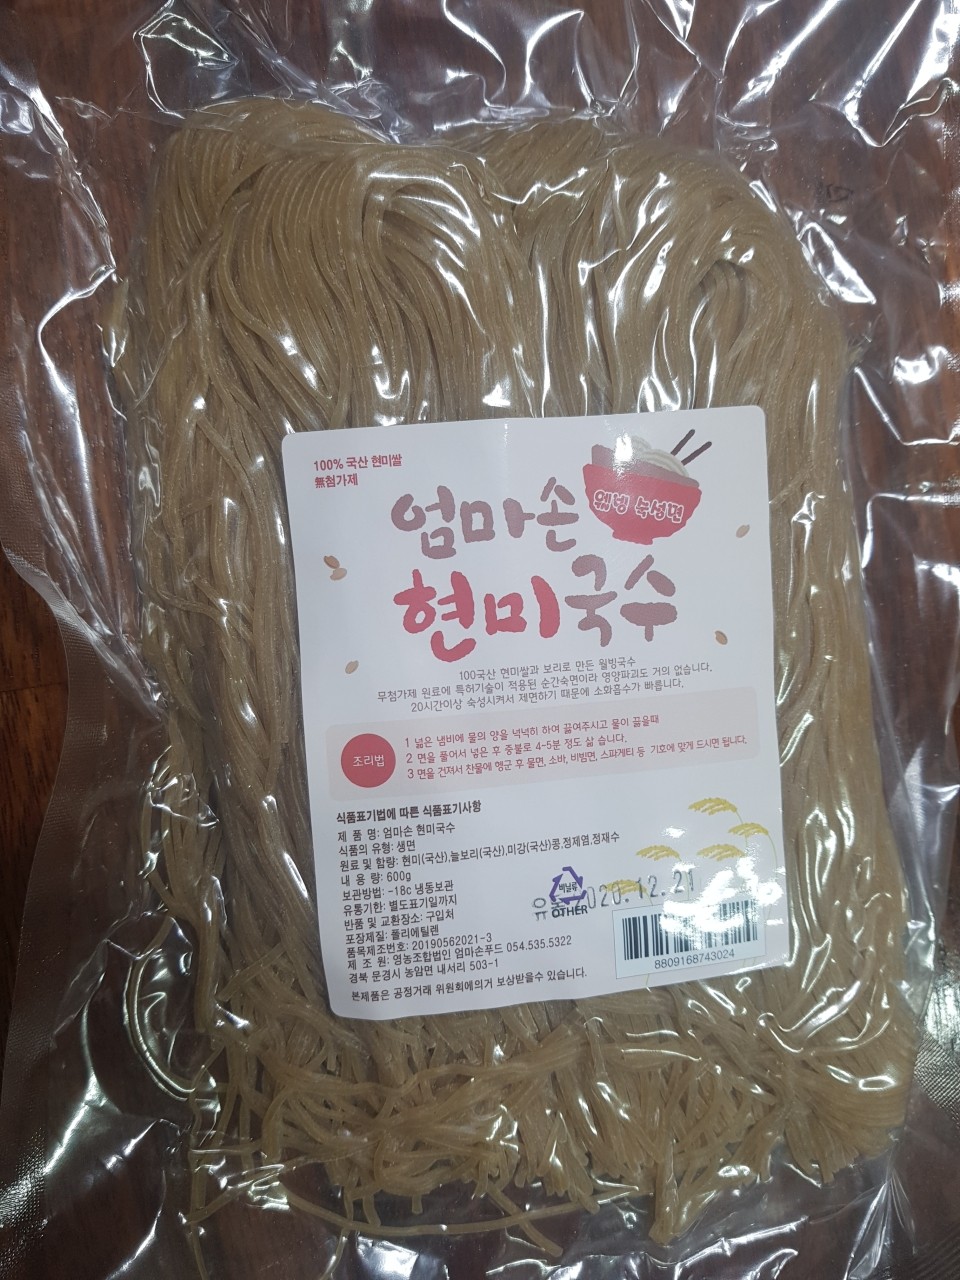 100% 국산 현미쌀
無첨가제
엄마손
웰빙 숙성면
현미국수
100국산 현미쌀과 보리로 만든 웰빙국수
무첨가제 원료에 특허기술이 적용된 순간숙면이라 영양파괴도 거의 없습니다.
20시간이상 숙성시켜서 제면하기 때문에 소화흡수가 빠릅니다.
조리법
1 넓은 냄비에 물의 양을 넉넉히 하여 끓여주시고 물이 끓을때
2 면을 풀어서 넣은 후 중불로 4-5분 정도 삶 습니다.
3 면을 건져서 찬물에 헹군 후 물면, 소바, 비빔면, 스파게티 등 기호에 맞게 드시면 됩니다.
식품표기법에 따른 식품표기사항
제 품 명: 엄마손 현미국수
식품의 유형: 생면
원료 및 함량: 현미(국산),늘보리(국산),미강(국산)콩,정제염,정재수
내 용 량: 600g
보관방법: -18c 냉동보관
유통기한: 별도표기일까지
반품 및 교환장소: 구입처
포장제질: 폴리에틸렌
품목제조번호: 20190562021-3
제 조 원: 영농조합법인 엄마손푸드 054.535.5322
경북 문경시 농암면 내서리 503-1
본제품은 공정거래 위원회에의거 보상받을수 있습니다.
비닐류
OTHER
2020.12.21
8809168743024